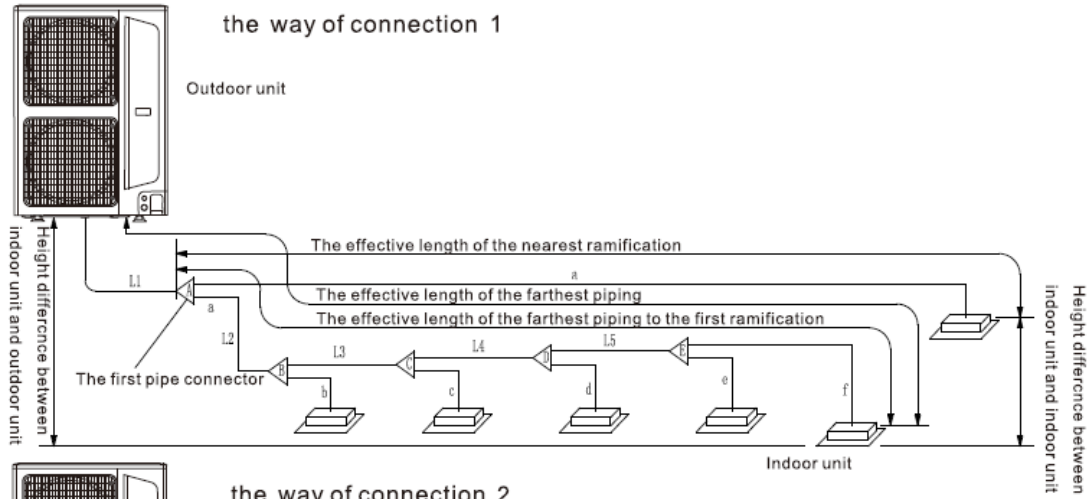 the way of connection 1
Outdoor unit
Height differcnce between
indoor unit and outdoor unit
The effective length of the nearest ramification
a
L1
A
a
The effective length of the farthest piping
The effective length of the farthest piping to the first ramification
L2
L3
L4
L5
The first pipe connector
B
C
D
E
b
c
d
e
f
Indoor unit
Height differcnce between
indoor unit and indoor unit
the way of connection 2